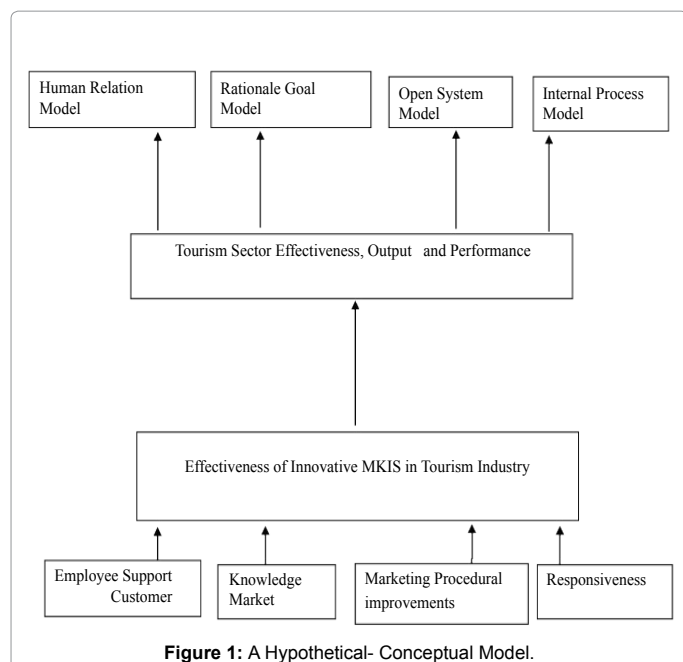 Human Relation
Model
Rationale Goal
Model
Open System
Model
Internal Process
Model
Tourism Sector Effectiveness, Output and Performance
Effectiveness of Innovative MKIS in Tourism Industry
Employee Support
Customer
Knowledge
Market
Marketing Procedural
improvements
Responsiveness
Figure 1: A Hypothetical- Conceptual Model.